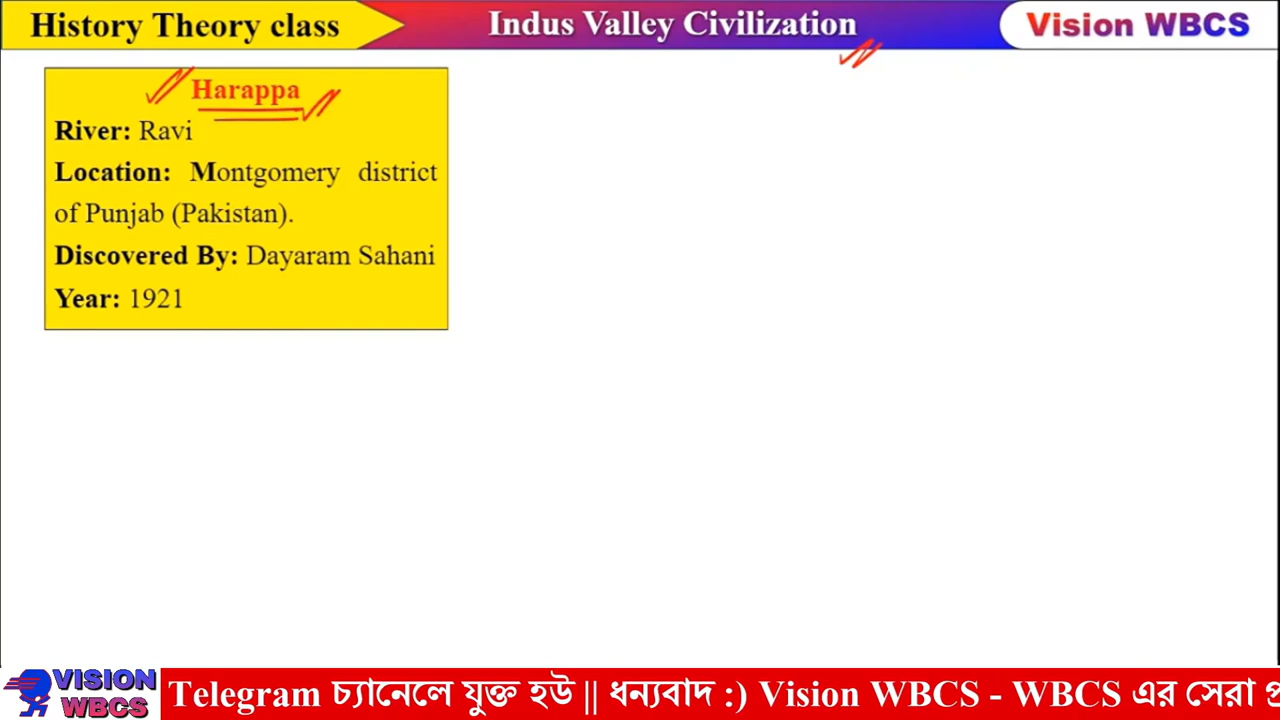 History Theory class
Indus Valley Civilization
Vision WBCS
Harappa
River: Ravi
Location: Montgomery district
of Punjab (Pakistan).
Discovered By: Dayaram Sahani
Year: 1921
VISION
WBCS
Telegram চ্যানেলে যুক্ত হউ || ধন্যবাদ :) Vision WBCS - WBCS এর সেরা